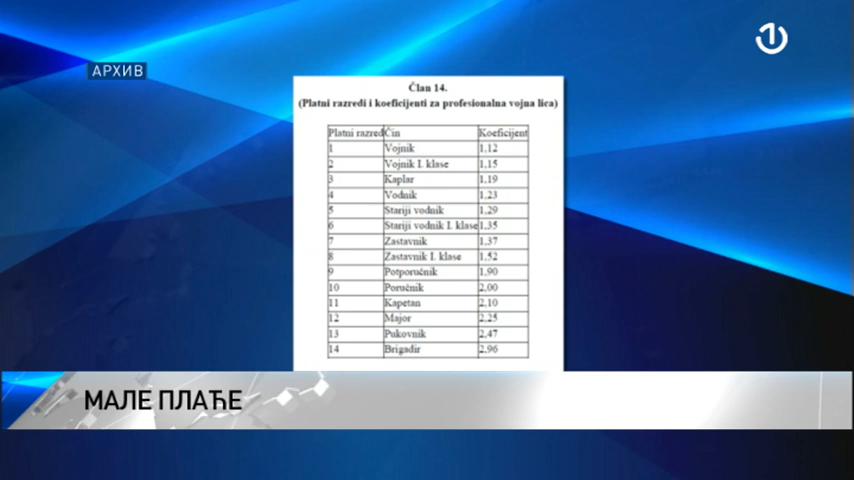 АРХИВ
Član 14.
(Platni razredi i koeficijenti za profesionalna vojna lica)
Platni razred Čin Koeficijent
1 Vojnik 1,12
2 Vojnik I. klase 1,15
3 Kaplar 1,19
4 Vodnik 1,23
5 Stariji vodnik 1,29
6 Stariji vodnik I. klase 1,35
7 Zastavnik 1,37
8 Zastavnik I. klase 1,52
9 Potporučnik 1,90
10 Poručnik 2,00
11 Kapetan 2,10
12 Major 2,25
13 Pukovnik 2,47
14 Brigadir 2,96
МАЛЕ ПЛАЋЕ